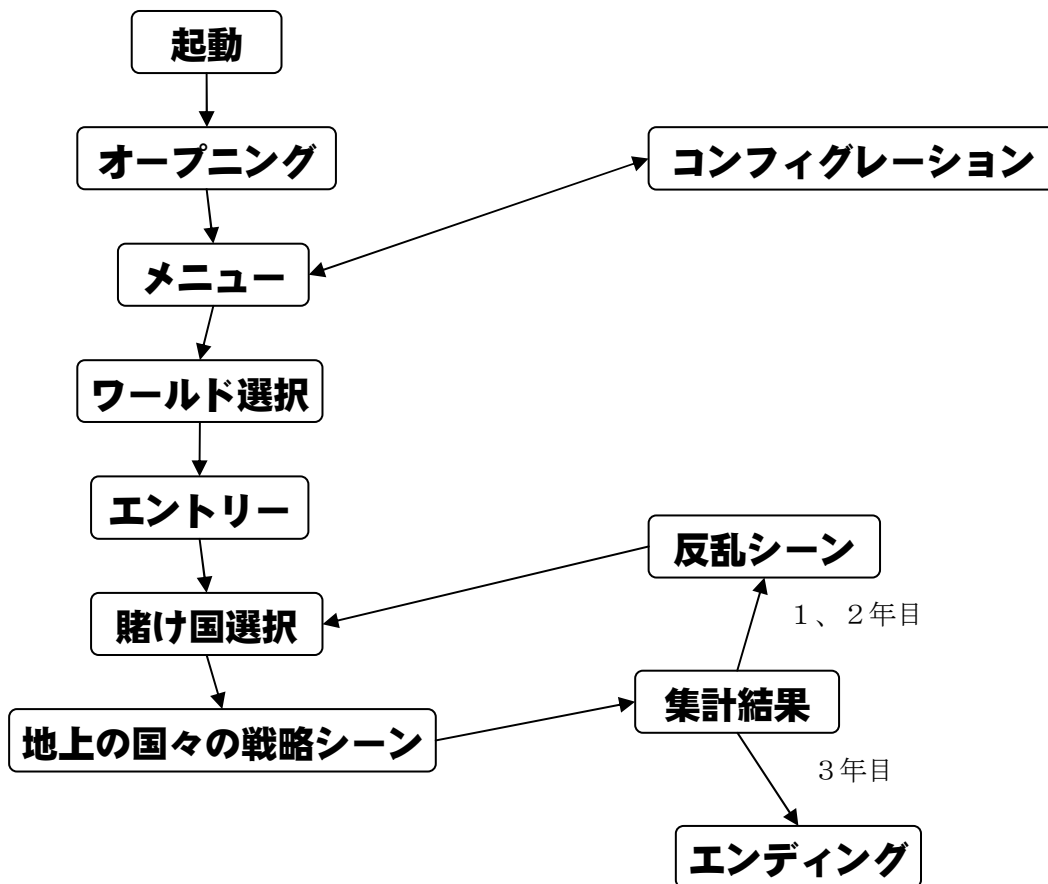 起動
オープニング
コンフィグレーション
メニュー
ワールド選択
エントリー
反乱シーン
賭け国選択
1、2年目
集計結果
地上の国々の戦略シーン
3年目
エンディング